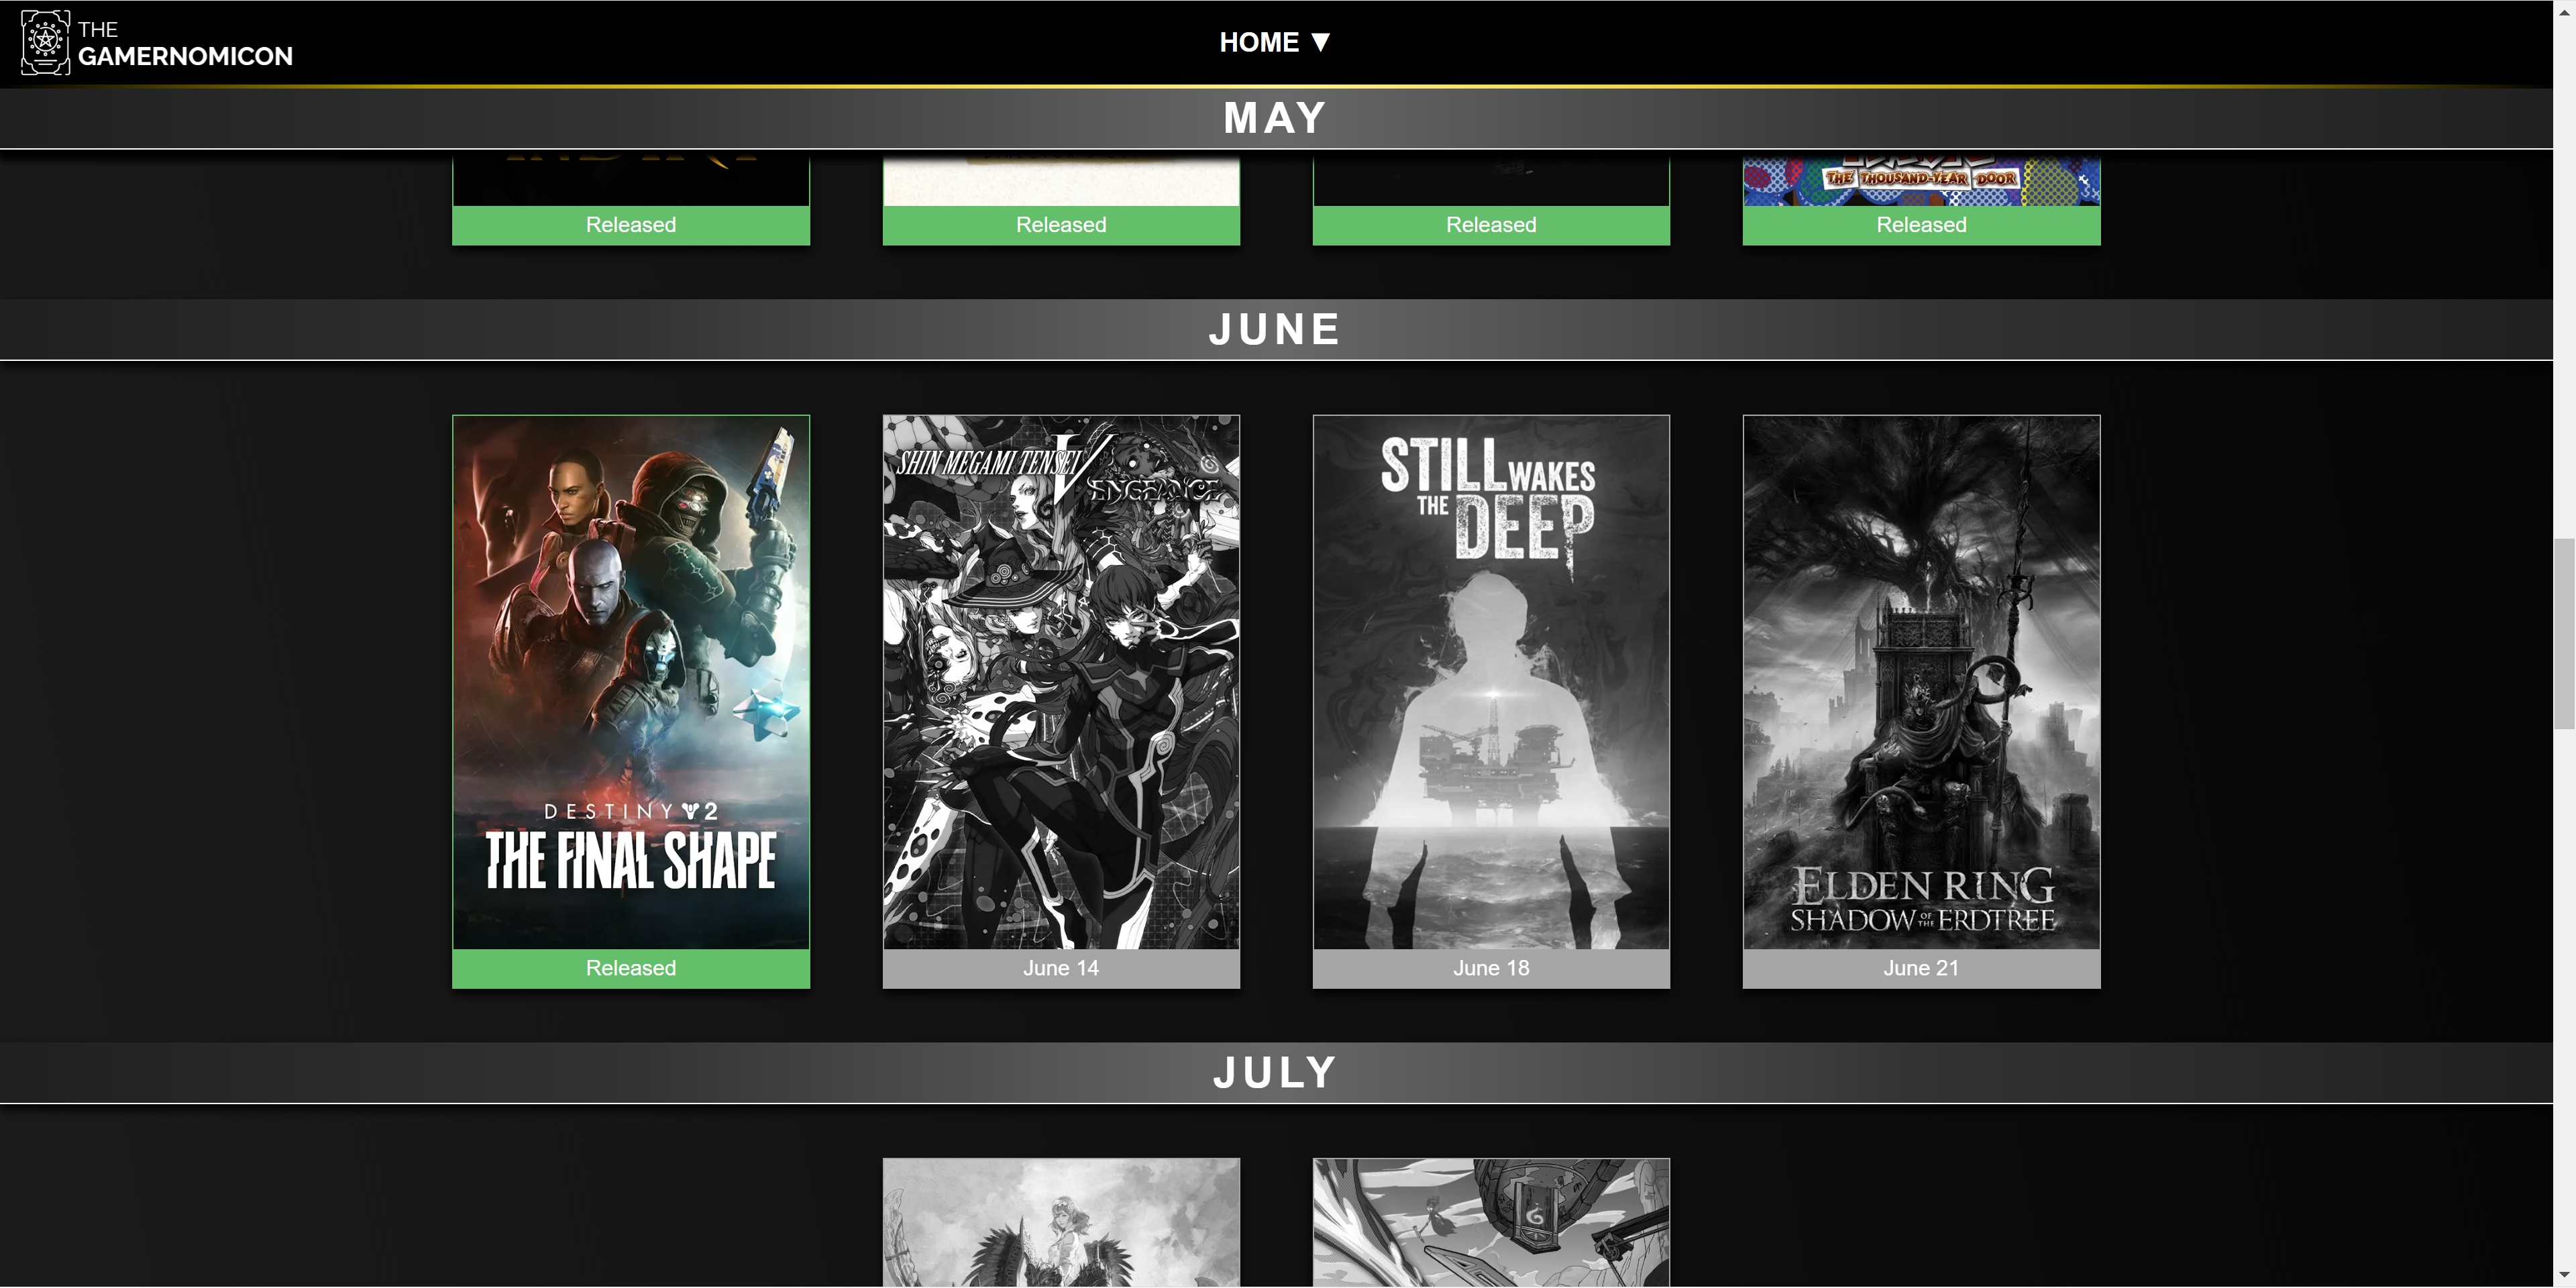 THE
GAMERNOMICON
HOME ▼
MAY
THE THOUSAND-YEAR DOOR
Released
Released
Released
Released
JUNE
SHIN MEGAMI TENSEI V
VENGEANCE
STILL WAKES
THE DEEP
DESTINY 2
THE FINAL SHAPE
ELDEN RING
SHADOW OF THE ERDTREE
Released
June 14
June 18
June 21
JULY